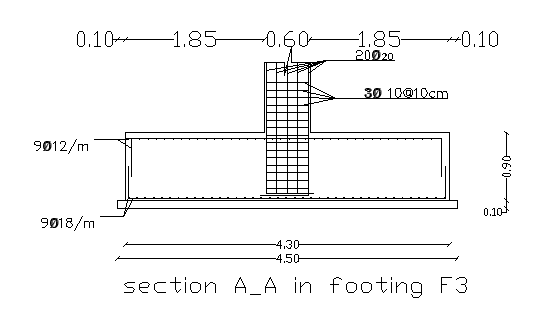 0.10 1.85 0.60 1.85 0.10
20Ø20
3Ø 10@10cm
9Ø12/m
0.90
9Ø18/m
0.10
4.30
4.50
section A_A in footing F3